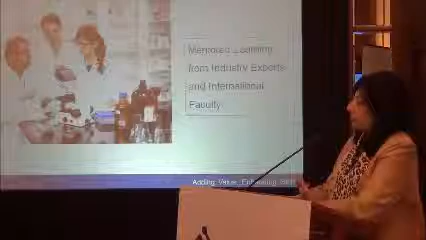 Mentored Learning
from Industry Experts
and International
Faculty
Adding Value, Enhancing